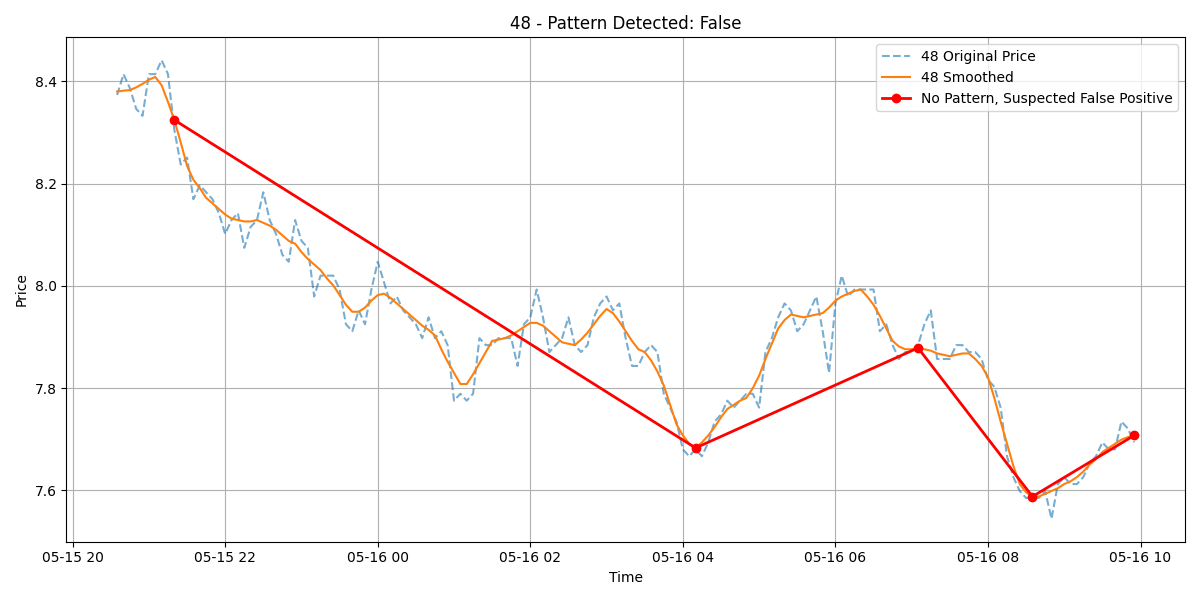 48 - Pattern Detected: False
48 Original Price
48 Smoothed
No Pattern, Suspected False Positive
Price
8.4
8.2
8.0
7.8
7.6
05-15 20
05-15 22
05-16 00
05-16 02
05-16 04
05-16 06
05-16 08
05-16 10
Time